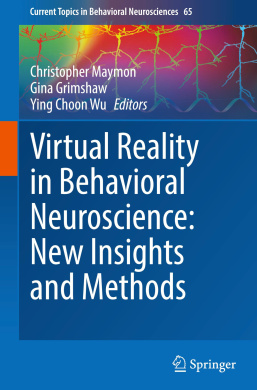 Current Topics in Behavioral Neurosciences 65
Christopher Maymon
Gina Grimshaw
Ying Choon Wu Editors
Virtual Reality
in Behavioral
Neuroscience:
New Insights
and Methods
Springer